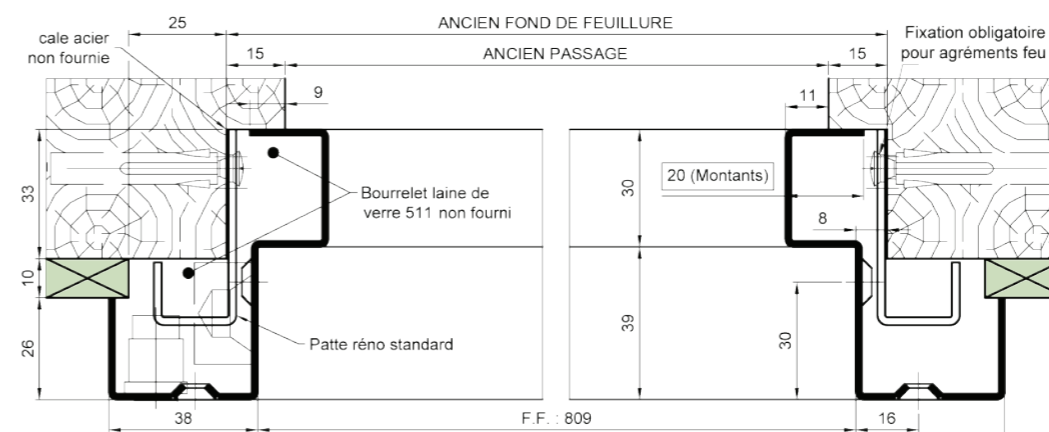 25
ANCIEN FOND DE FEUILLURE
cale acier
non fournie
Fixation obligatoire
pour agréments feu
15
ANCIEN PASSAGE
15
9
11
33
Bourrelet laine de
verre 511 non fourni
30
20 (Montants)
8
10
26
Patte réno standard
39
30
38
F.F. : 809
16